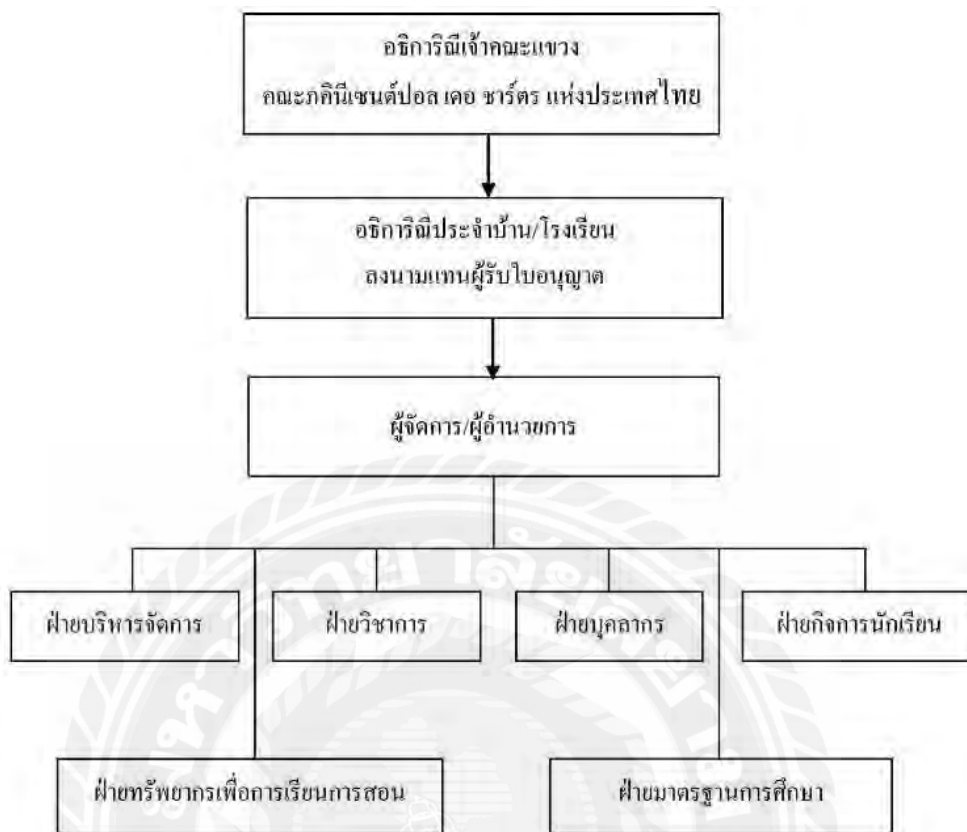 อธิการิณีเจ้าคณะแขวง
คณะภคินีเซนต์ปอล เดอ ชาร์ตร แห่งประเทศไทย
อธิการิณีประจำบ้าน/โรงเรียน
ลงนามแทนผู้รับใบอนุญาต
ผู้จัดการ/ผู้อำนวยการ
ฝ่ายบริหารจัดการ
ฝ่ายวิชาการ
ฝ่ายบุคลากร
ฝ่ายกิจการนักเรียน
ฝ่ายทรัพยากรเพื่อการเรียนการสอน
ฝ่ายมาตรฐานการศึกษา